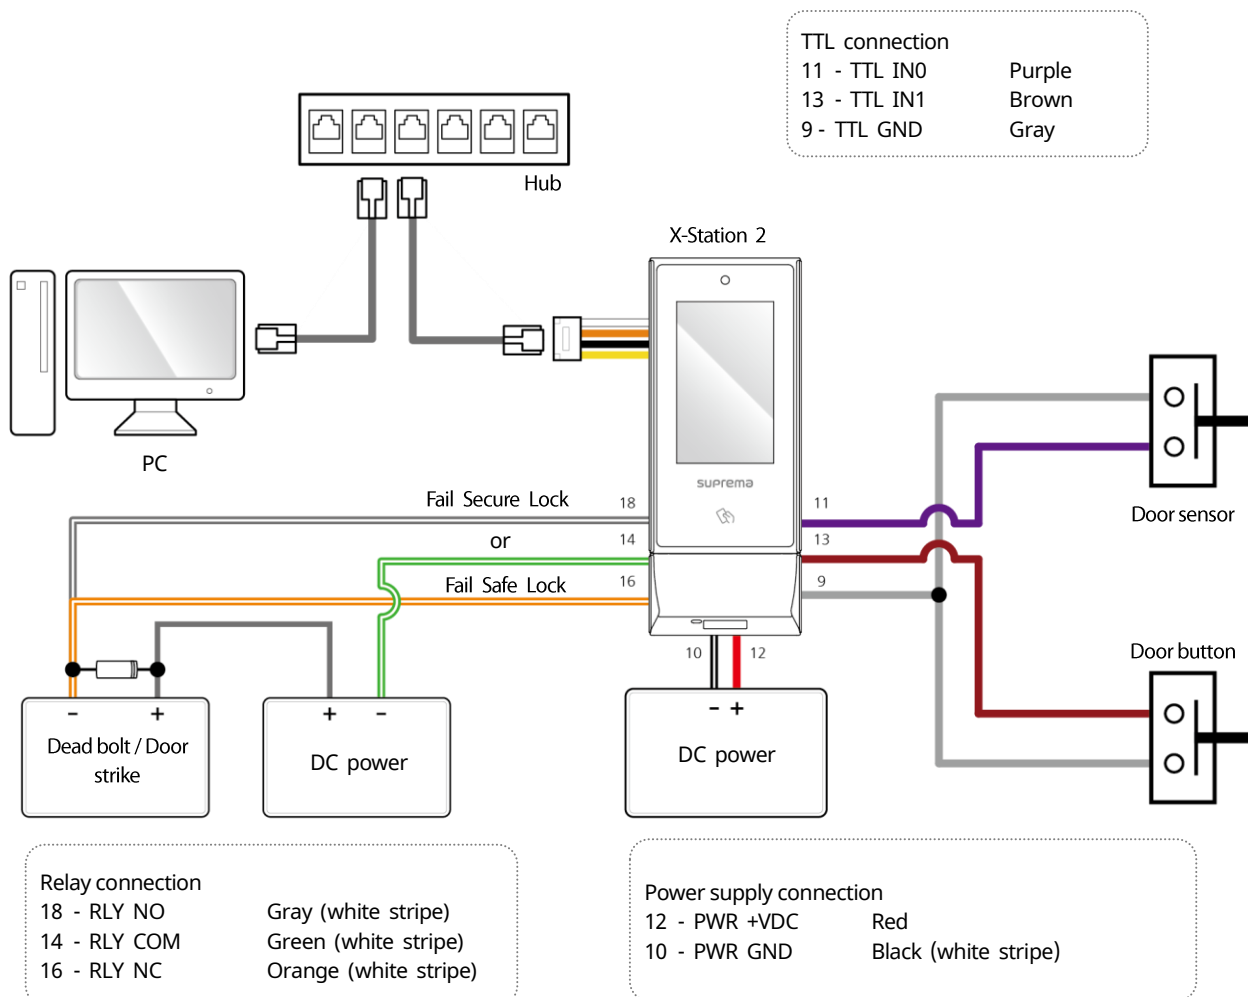 TTL connection
11 - TTL IN0 Purple
13 - TTL IN1 Brown
9 - TTL GND Gray
Hub
X-Station 2
PC
suprema
Fail Secure Lock
18
11
Door sensor
or
14
13
Fail Safe Lock
16
9
10
12
Door button
- +
Dead bolt / Door
strike
+ -
DC power
- +
DC power
Relay connection
18 - RLY NO Gray (white stripe)
14 - RLY COM Green (white stripe)
16 - RLY NC Orange (white stripe)
Power supply connection
12 - PWR +VDC Red
10 - PWR GND Black (white stripe)